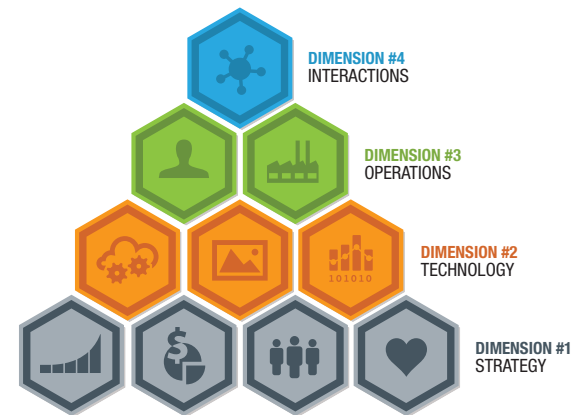 DIMENSION #4
INTERACTIONS
DIMENSION #3
OPERATIONS
DIMENSION #2
TECHNOLOGY
101010
DIMENSION #1
STRATEGY
$